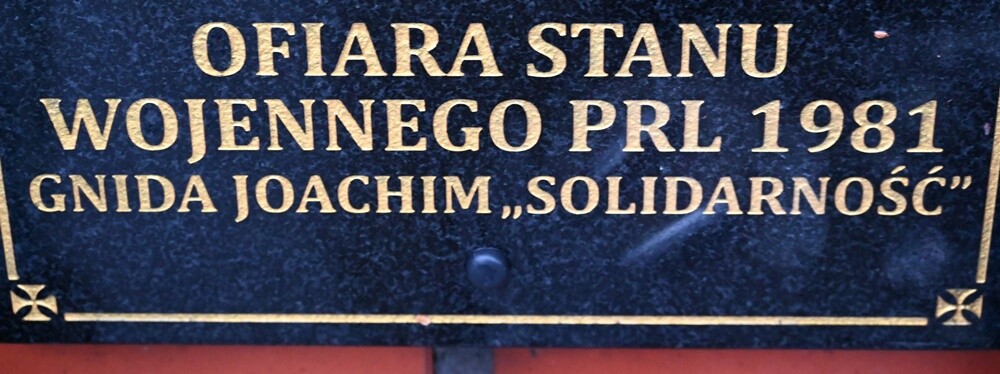 OFIARA STANU
WOJENNEGO PRL 1981
GNIDA JOACHIM „SOLIDARNOŚĆ”